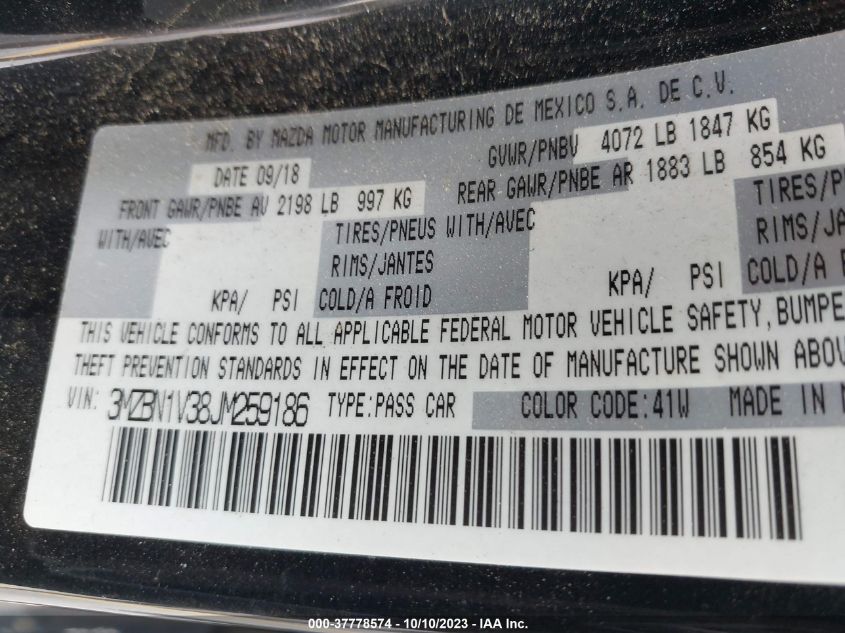 MFD. BY MAZDA MOTOR MANUFACTURING DE MEXICO S.A. DE C.V.
DATE 09/18 GVWR/PNBV 4072 LB 1847 KG
FRONT GAWR/PNBE AV 2198 LB 997 KG REAR GAWR/PNBE AR 1883 LB 854 KG
WITH/AVEC TIRES/PNEUS WITH/AVEC TIRES/P
RIMS/JANTES RIMS/JA
KPA/ PSI COLD/A FROID KPA/ PSI COLD/A F
THIS VEHICLE CONFORMS TO ALL APPLICABLE FEDERAL MOTOR VEHICLE SAFETY, BUMPE
THEFT PREVENTION STANDARDS IN EFFECT ON THE DATE OF MANUFACTURE SHOWN ABOV
VIN: 3MZBN1V38JM259186 TYPE:PASS CAR COLOR CODE:41W MADE IN
000-37778574 - 10/10/2023 - IAA Inc.